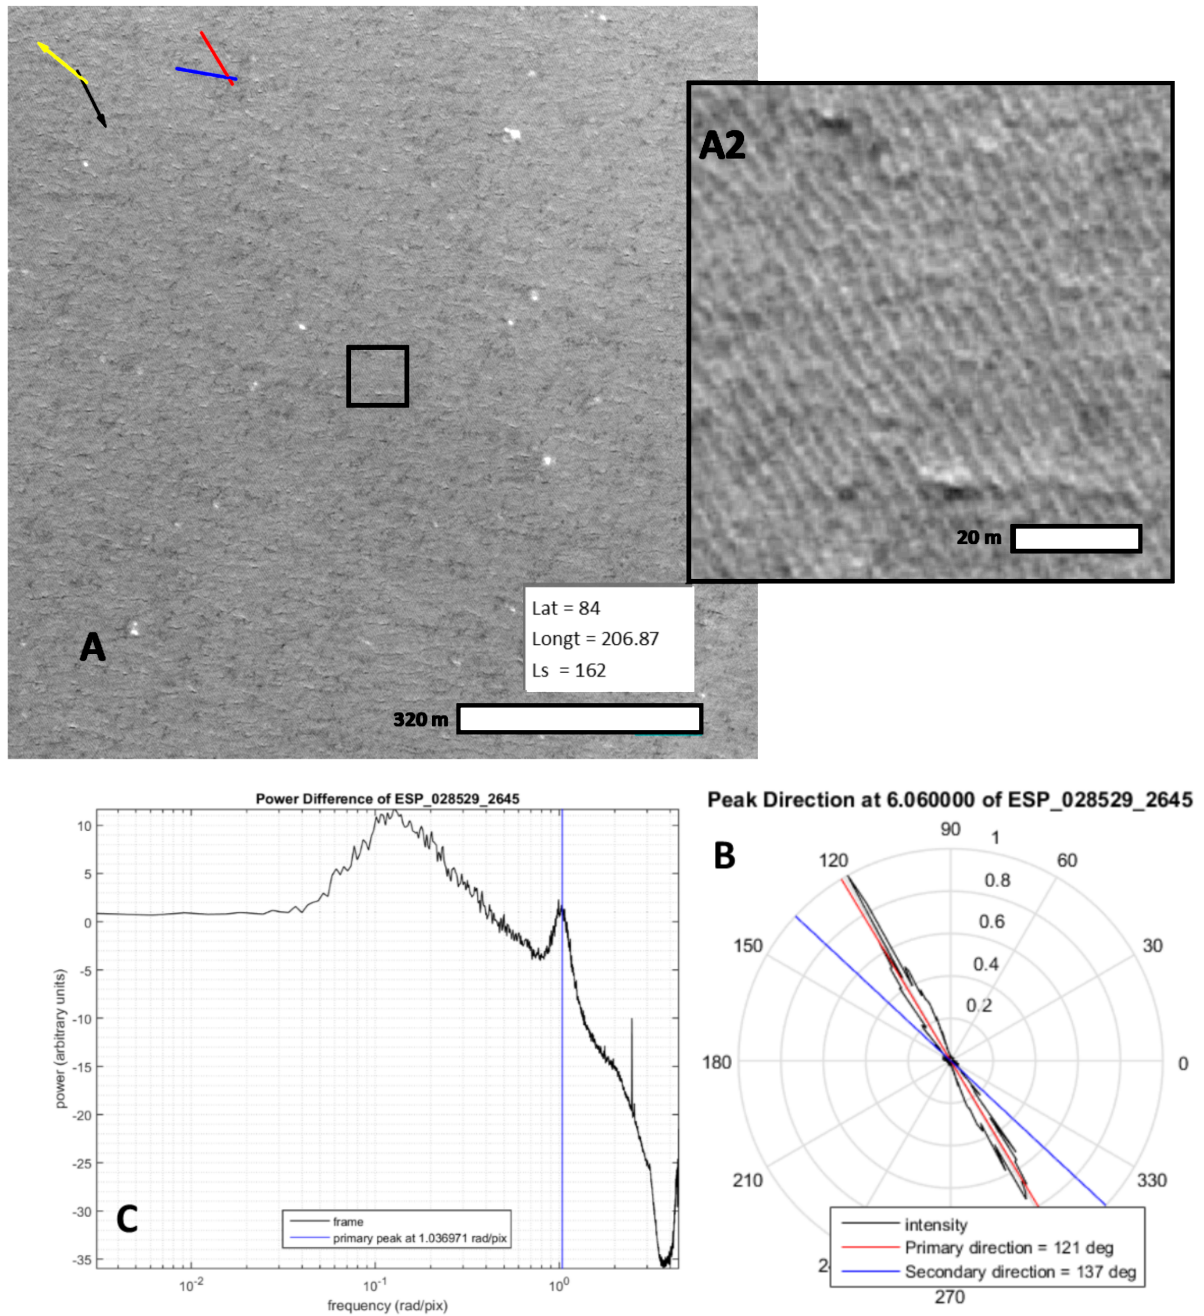 A
A2
20 m
Lat = 84
Longt = 206.87
Ls = 162
320 m
Power Difference of ESP_028529_2645
power (arbitrary units)
10
5
0
-5
-10
-15
-20
-25
-30
-35
C
frame
primary peak at 1.036971 rad/pix
10-2
10-1
100
frequency (rad/pix)
Peak Direction at 6.060000 of ESP_028529_2645
B
90
1
120
60
0.8
0.6
150
30
0.4
0.2
180
0
210
330
intensity
Primary direction = 121 deg
Secondary direction = 137 deg
270